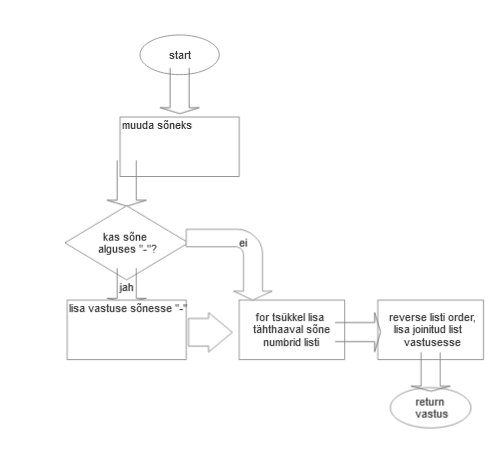 start
muuda sõneks
kas sõne
alguses "-"?
ei
jah
lisa vastuse sõnesse "-"
for tsükkel lisa
tähthaaval sõne
numbrid listi
reverse listi order,
lisa joinitud list
vastusesse
return
vastus